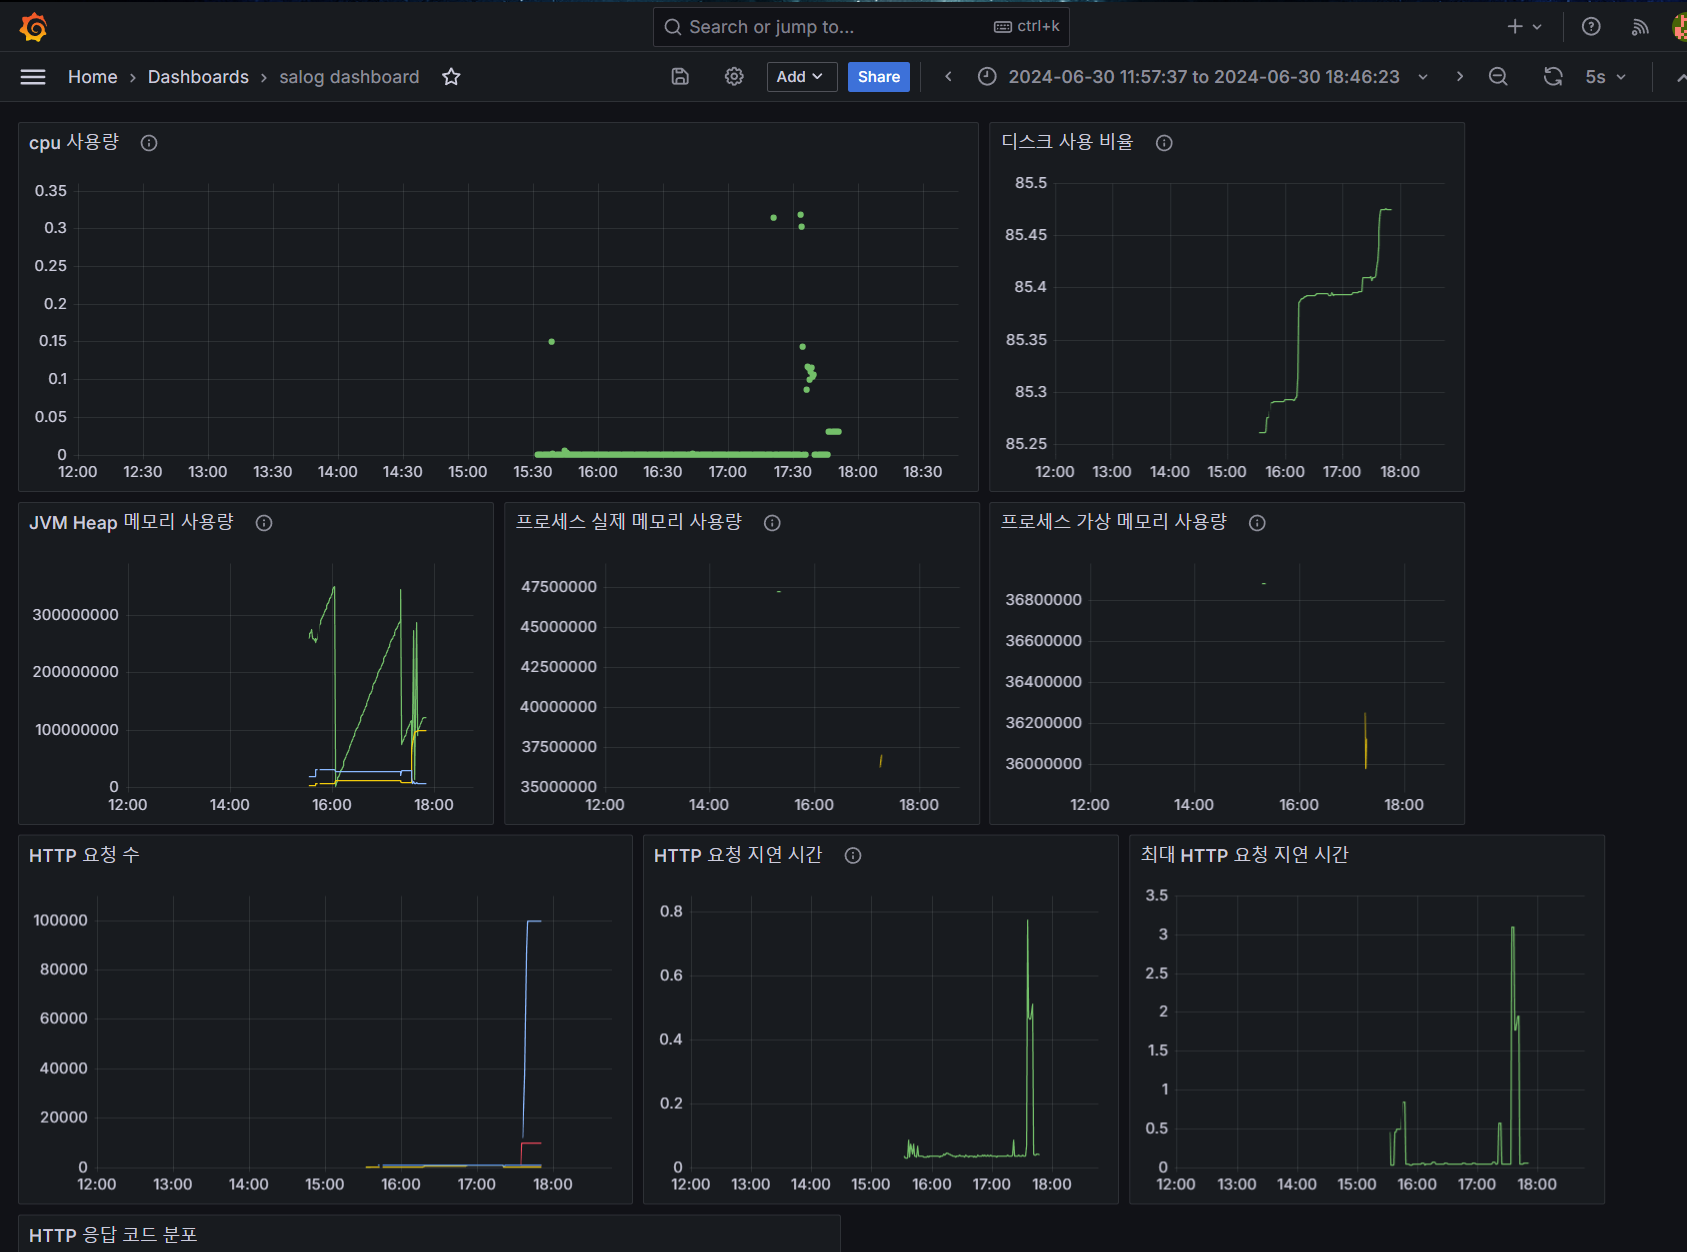 Search or jump to... ctrl+k
Home › Dashboards › salog dashboard Add Share 2024-06-30 11:57:37 to 2024-06-30 18:46:23 5s
cpu 사용량
0.35
0.3
0.25
0.2
0.15
0.1
0.05
0
12:00 12:30 13:00 13:30 14:00 14:30 15:00 15:30 16:00 16:30 17:00 17:30 18:00 18:30
디스크 사용 비율
85.5
85.45
85.4
85.35
85.3
85.25
12:00 13:00 14:00 15:00 16:00 17:00 18:00
JVM Heap 메모리 사용량
300000000
200000000
100000000
0
12:00 14:00 16:00 18:00
프로세스 실제 메모리 사용량
47500000
45000000
42500000
40000000
37500000
35000000
12:00 14:00 16:00 18:00
프로세스 가상 메모리 사용량
36800000
36600000
36400000
36200000
36000000
12:00 14:00 16:00 18:00
HTTP 요청 수
100000
80000
60000
40000
20000
0
12:00 13:00 14:00 15:00 16:00 17:00 18:00
HTTP 요청 지연 시간
0.8
0.6
0.4
0.2
0
12:00 13:00 14:00 15:00 16:00 17:00 18:00
최대 HTTP 요청 지연 시간
3.5
3
2.5
2
1.5
1
0.5
0
12:00 13:00 14:00 15:00 16:00 17:00 18:00
HTTP 응답 코드 분포